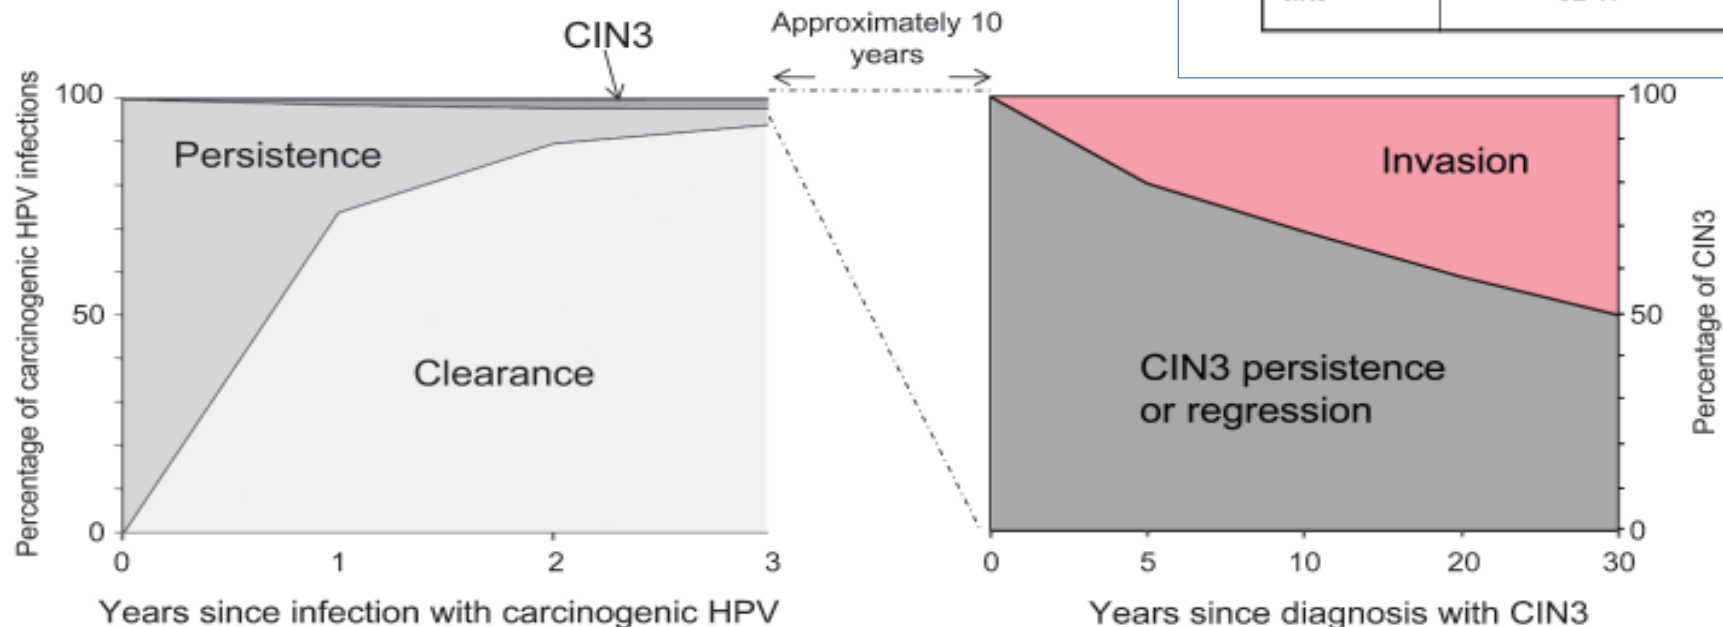 CIN3
Approximately 10
years
100
50
0
Percentage of carcinogenic HPV infections
Persistence
Clearance
0 1 2 3
Years since infection with carcinogenic HPV
Invasion
CIN3 persistence
or regression
100
50
0
Percentage of CIN3
0 5 10 20 30
Years since diagnosis with CIN3